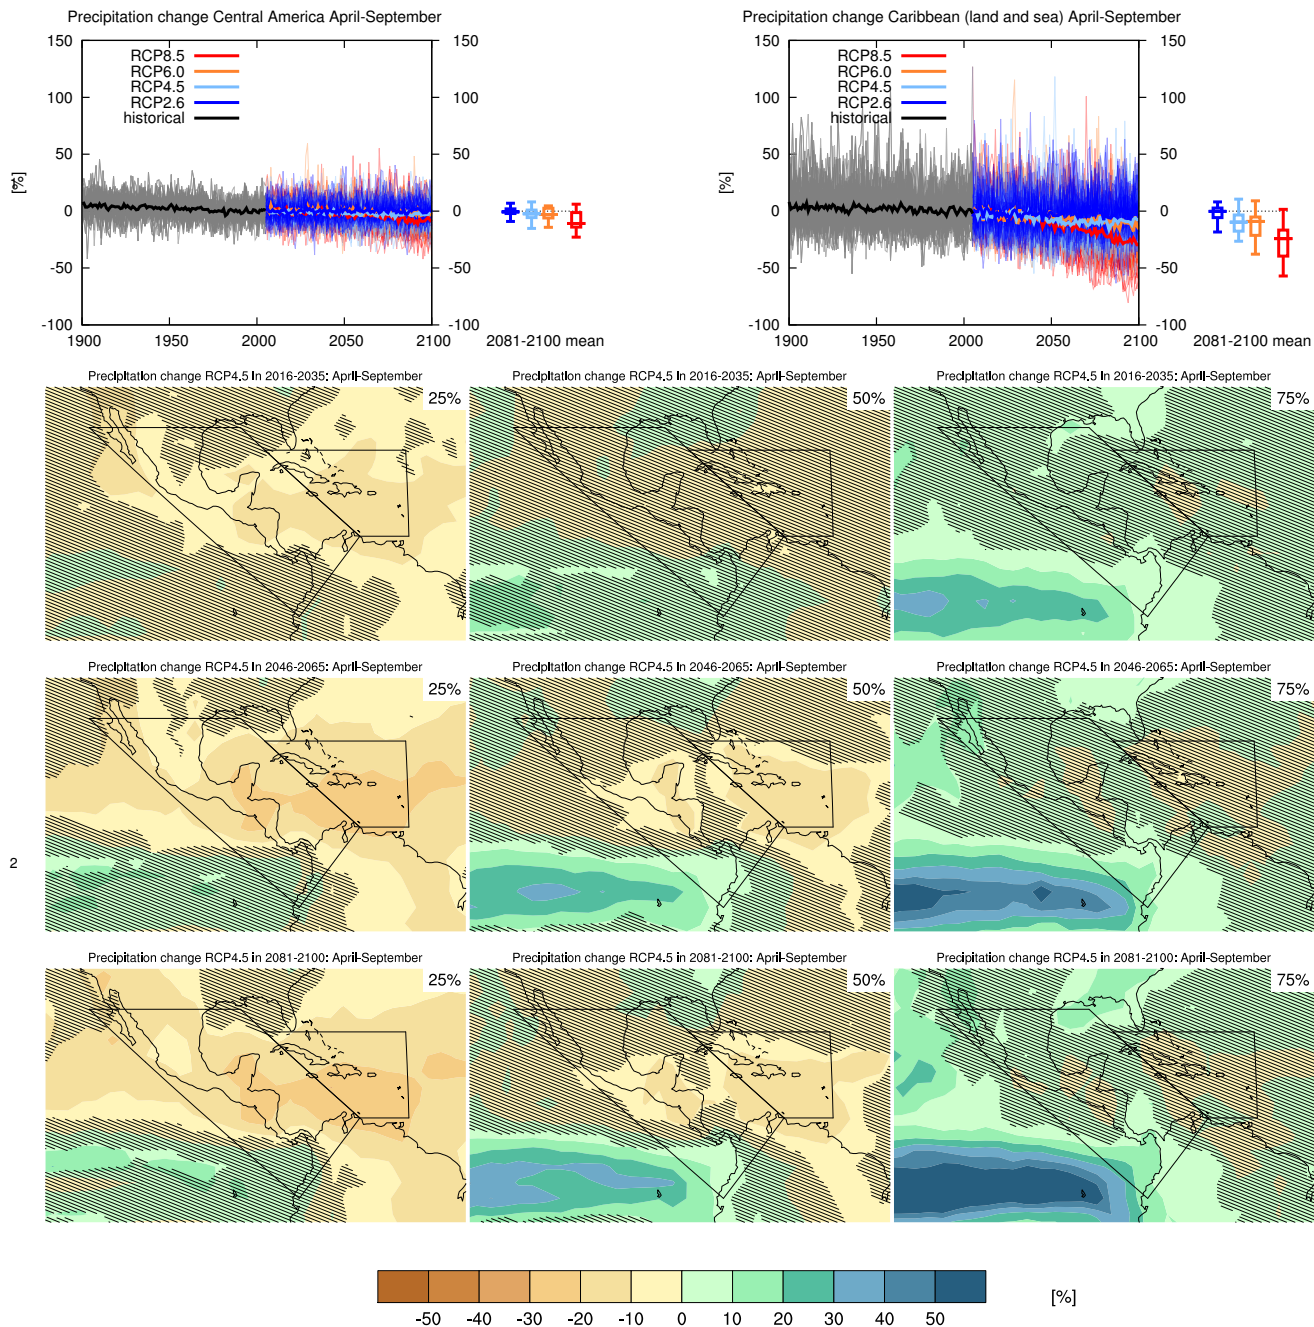 Precipitation change Central America April-September
150
100
50
0
-50
-100
[%]
RCP8.5
RCP6.0
RCP4.5
RCP2.6
historical
150
100
50
0
-50
-100
1900 1950 2000 2050 2100 2081-2100 mean
Precipitation change Caribbean (land and sea) April-September
150
100
50
0
-50
-100
[%]
RCP8.5
RCP6.0
RCP4.5
RCP2.6
historical
150
100
50
0
-50
-100
1900 1950 2000 2050 2100 2081-2100 mean
Precipitation change RCP4.5 in 2016-2035: April-September
25%
Precipitation change RCP4.5 in 2016-2035: April-September
50%
Precipitation change RCP4.5 in 2016-2035: April-September
75%
Precipitation change RCP4.5 in 2046-2065: April-September
25%
Precipitation change RCP4.5 in 2046-2065: April-September
50%
Precipitation change RCP4.5 in 2046-2065: April-September
75%
2
Precipitation change RCP4.5 in 2081-2100: April-September
25%
Precipitation change RCP4.5 in 2081-2100: April-September
50%
Precipitation change RCP4.5 in 2081-2100: April-September
75%
-50 -40 -30 -20 -10 0 10 20 30 40 50
[%]